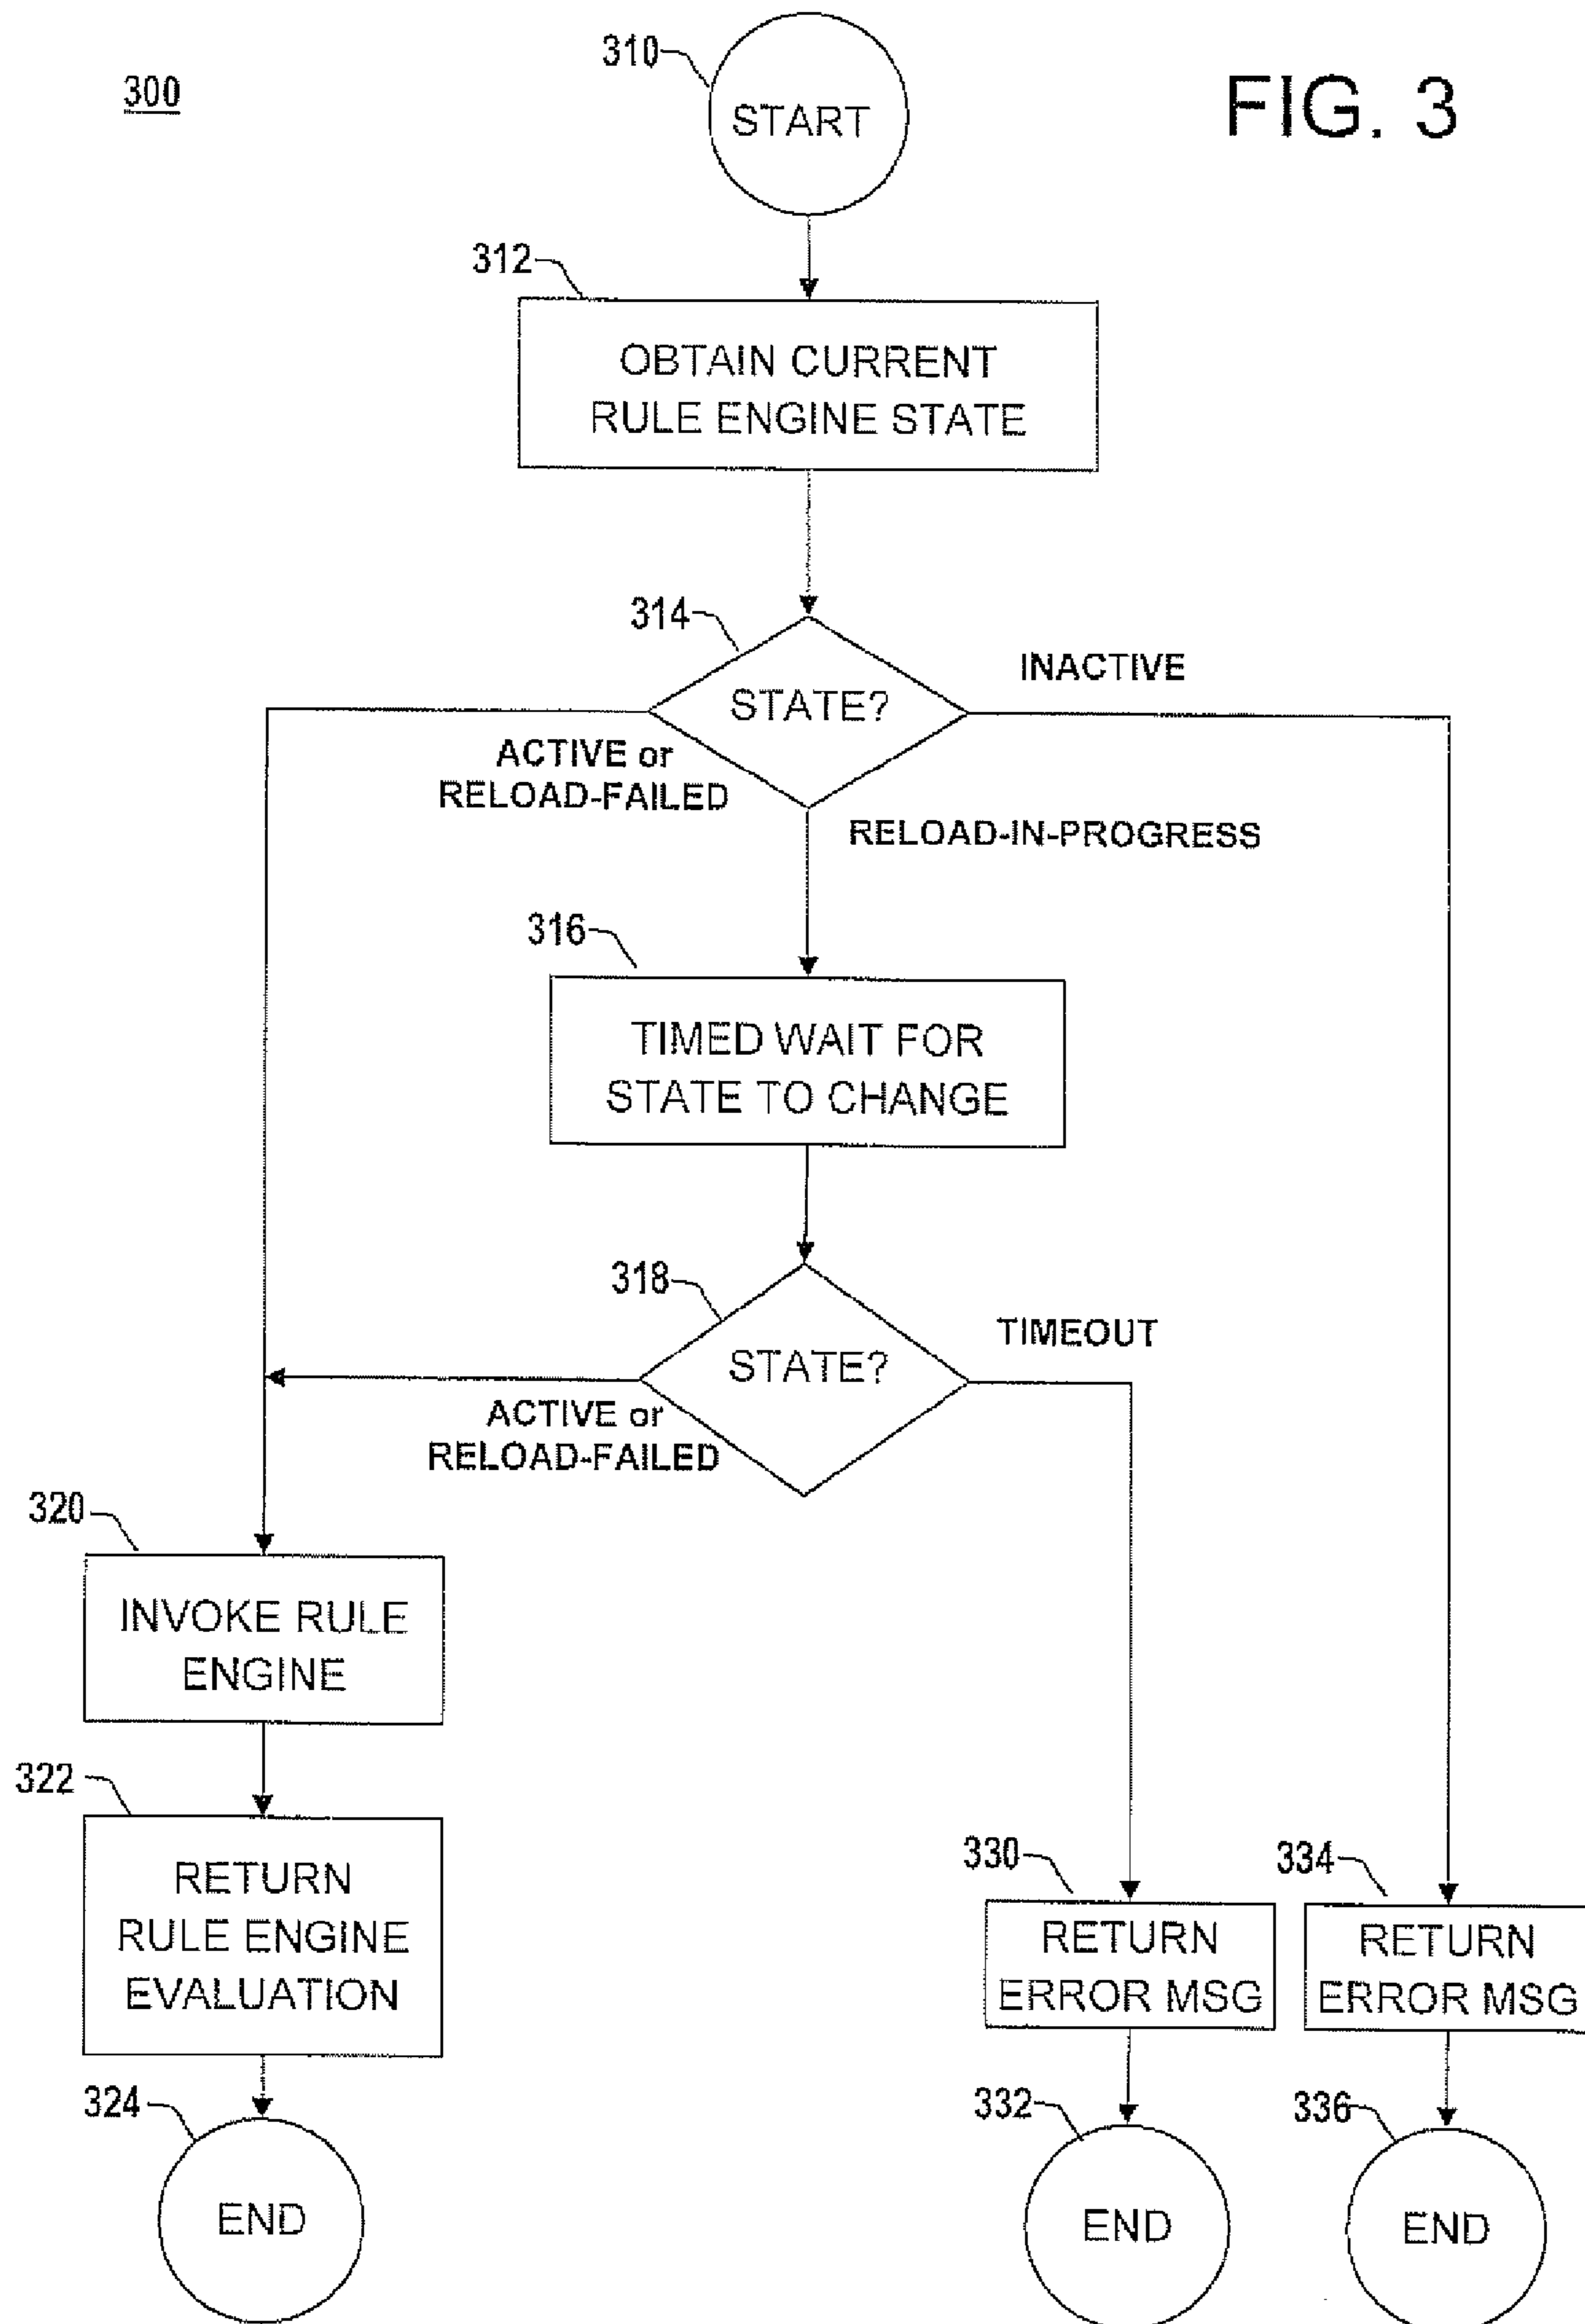 300
310
START
FIG. 3
312
OBTAIN CURRENT
RULE ENGINE STATE
314
STATE?
INACTIVE
ACTIVE or
RELOAD-FAILED
RELOAD-IN-PROGRESS
316
TIMED WAIT FOR
STATE TO CHANGE
318
STATE?
TIMEOUT
ACTIVE or
RELOAD-FAILED
320
INVOKE RULE
ENGINE
322
RETURN
RULE ENGINE
EVALUATION
330
RETURN
ERROR MSG
334
RETURN
ERROR MSG
324
END
332
END
336
END